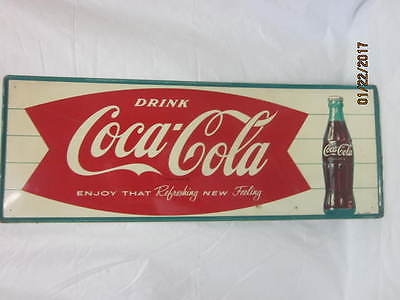 DRINK
Coca-Cola
ENJOY THAT Refreshing NEW Feeling
Coca-Cola
01/22/2017